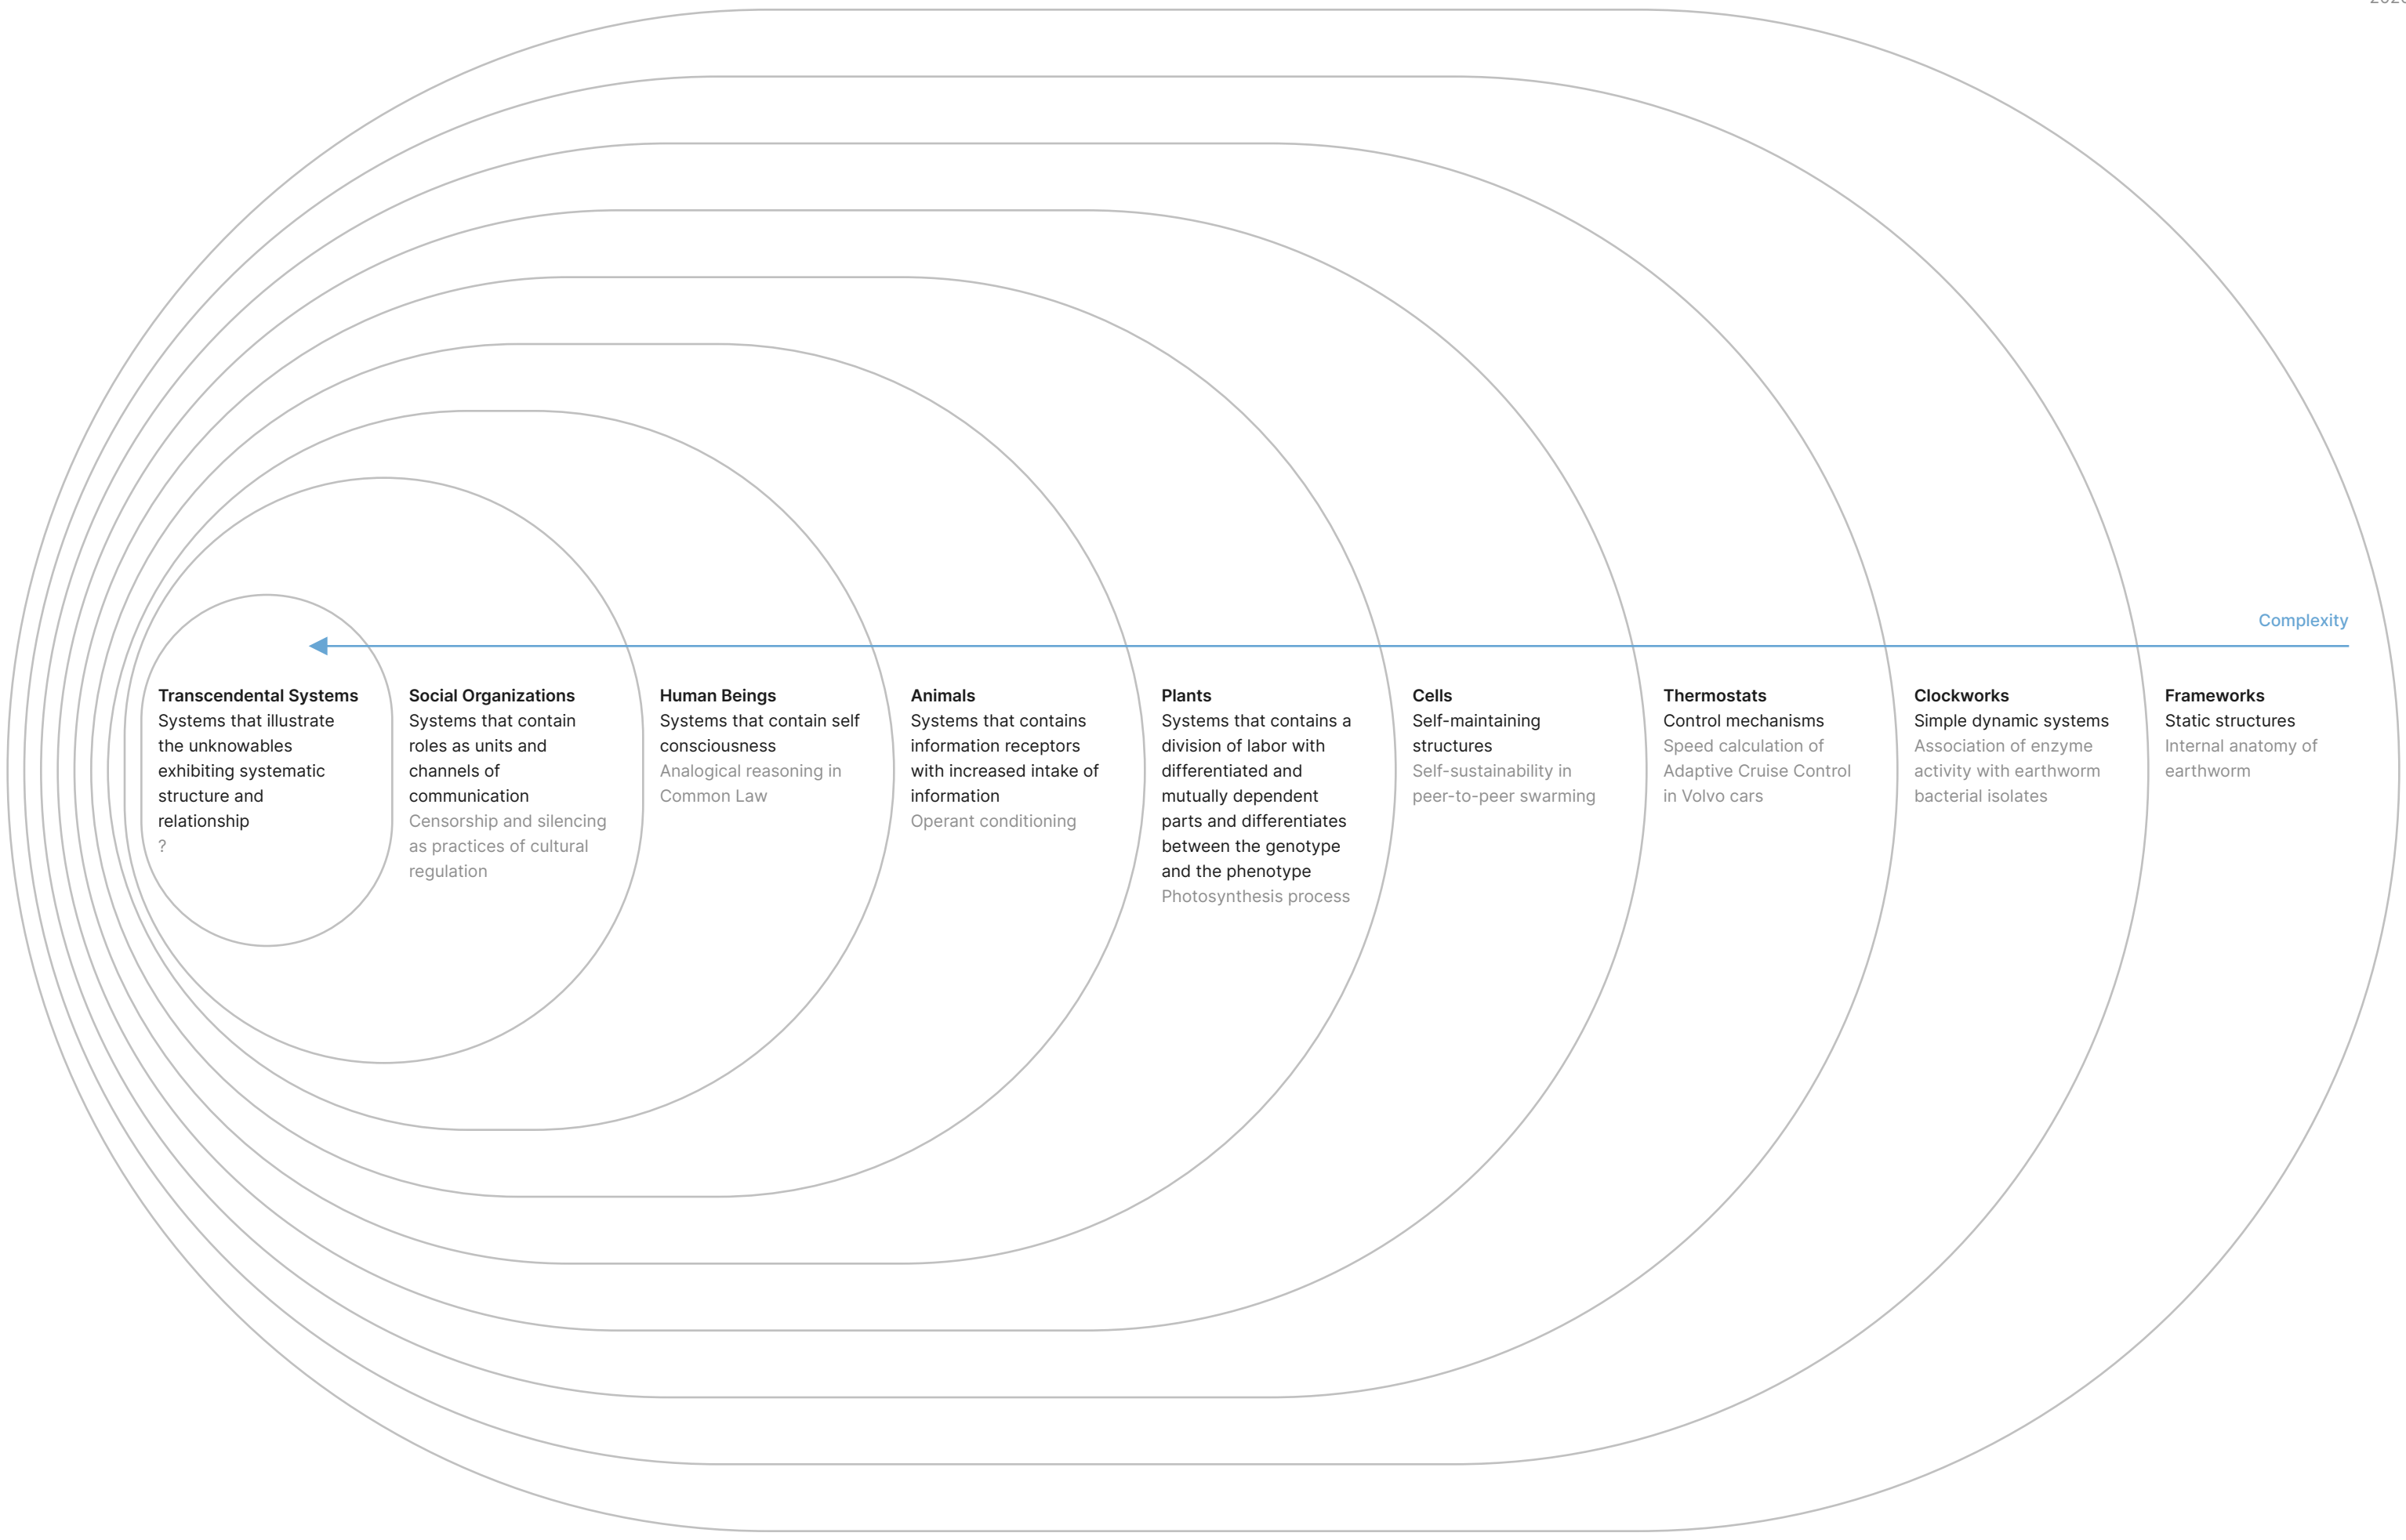 Complexity
Transcendental Systems
Systems that illustrate
the unknowables
exhibiting systematic
structure and
relationship
?
Social Organizations
Systems that contain
roles as units and
channels of
communication
Censorship and silencing
as practices of cultural
regulation
Human Beings
Systems that contain self
consciousness
Analogical reasoning in
Common Law
Animals
Systems that contains
information receptors
with increased intake of
information
Operant conditioning
Plants
Systems that contains a
division of labor with
differentiated and
mutually dependent
parts and differentiates
between the genotype
and the phenotype
Photosynthesis process
Cells
Self-maintaining
structures
Self-sustainability in
peer-to-peer swarming
Thermostats
Control mechanisms
Speed calculation of
Adaptive Cruise Control
in Volvo cars
Clockworks
Simple dynamic systems
Association of enzyme
activity with earthworm
bacterial isolates
Frameworks
Static structures
Internal anatomy of
earthworm